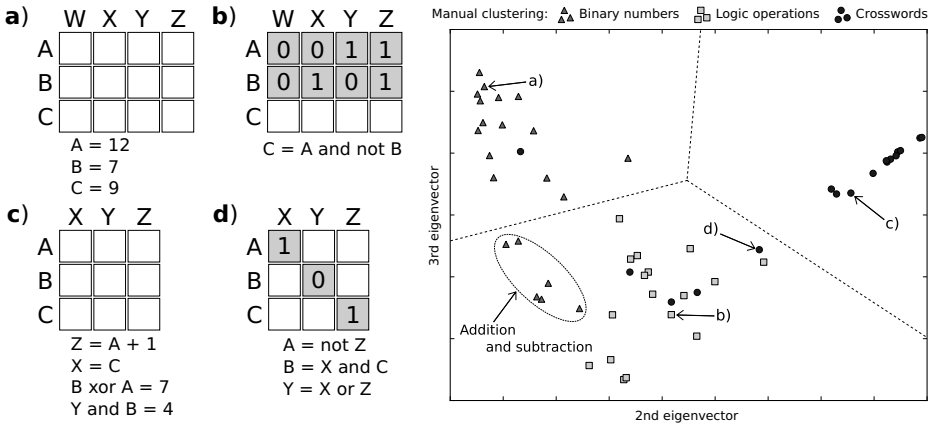 a)
W X Y Z
A
B
C
A = 12
B = 7
C = 9
b)
W X Y Z
A 0 0 1 1
B 0 1 0 1
C
C = A and not B
c)
X Y Z
A
B
C
Z = A + 1
X = C
B xor A = 7
Y and B = 4
d)
X Y Z
A 1
B 0
C 1
A = not Z
B = X and C
Y = X or Z
Manual clustering: Binary numbers Logic operations Crosswords
a)
c)
d)
b)
Addition
and subtraction
3rd eigenvector
2nd eigenvector